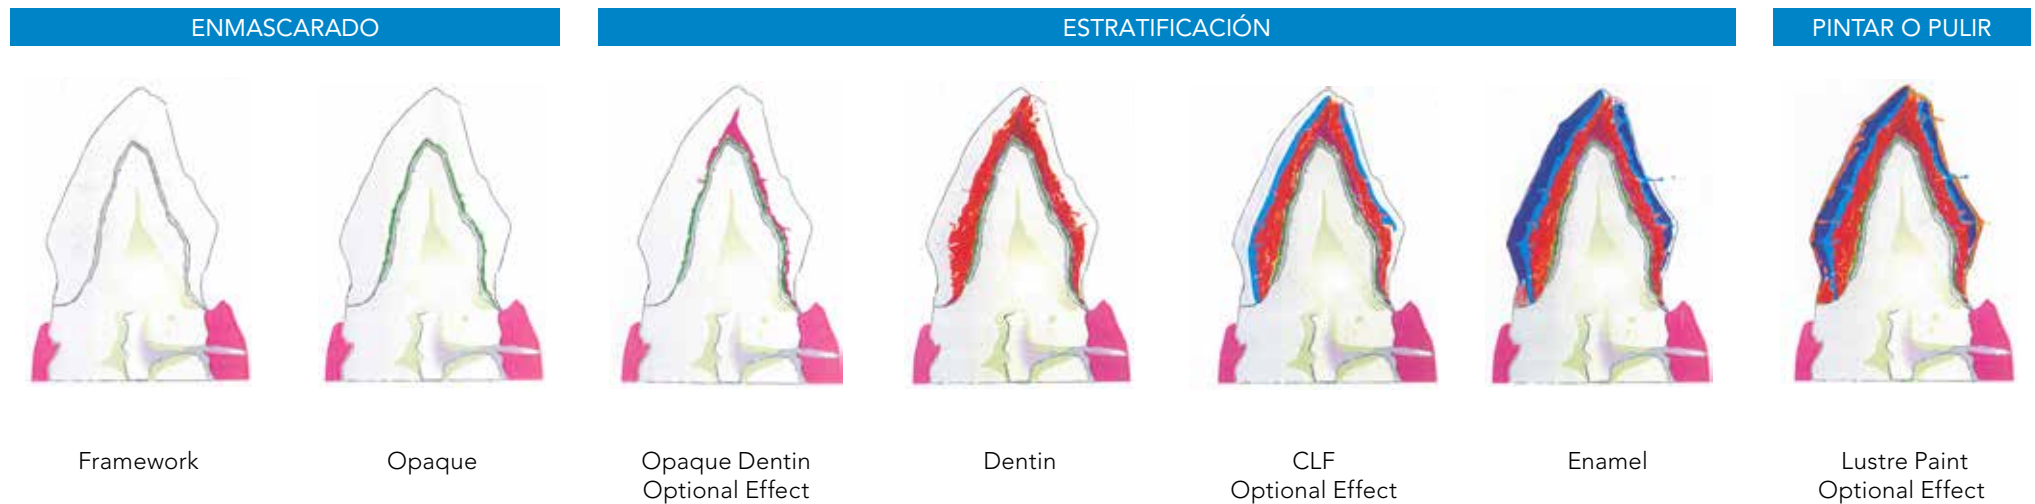 ENMASCARADO
ESTRATIFICACIÓN
PINTAR O PULIR
Framework
Opaque
Opaque Dentin
Optional Effect
Dentin
CLF
Optional Effect
Enamel
Lustre Paint
Optional Effect